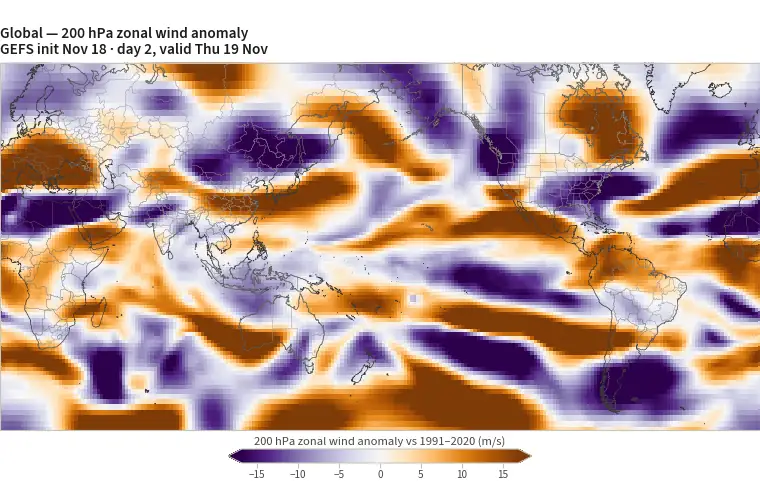 Global — 200 hPa zonal wind anomaly
GEFS init Nov 18 · day 2, valid Thu 19 Nov
200 hPa zonal wind anomaly vs 1991–2020 (m/s)
−15 −10 −5 0 5 10 15